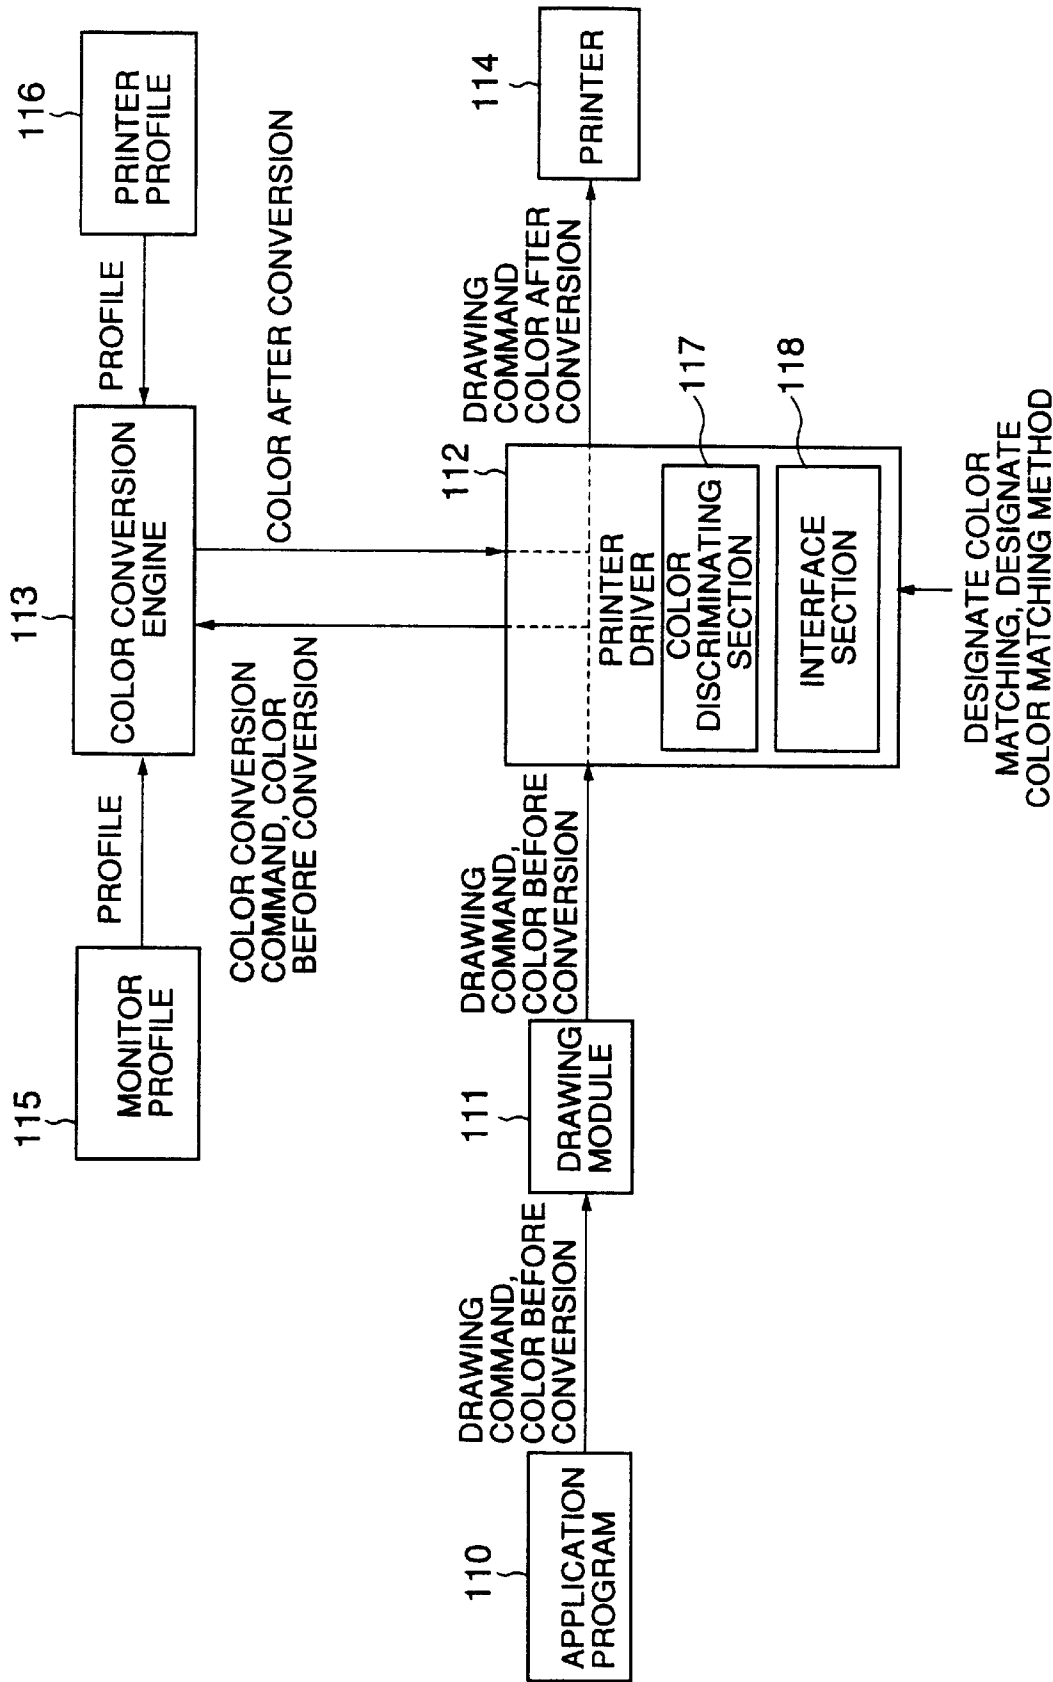 115
MONITOR
PROFILE
PROFILE
113
COLOR CONVERSION
ENGINE
PROFILE
116
PRINTER
PROFILE
COLOR CONVERSION
COMMAND, COLOR
BEFORE CONVERSION
COLOR AFTER CONVERSION
110
APPLICATION
PROGRAM
DRAWING
COMMAND,
COLOR BEFORE
CONVERSION
111
DRAWING
MODULE
DRAWING
COMMAND,
COLOR BEFORE
CONVERSION
112
PRINTER
DRIVER
COLOR
DISCRIMINATING
SECTION
117
INTERFACE
SECTION
118
DRAWING
COMMAND
COLOR AFTER
CONVERSION
114
PRINTER
DESIGNATE COLOR
MATCHING, DESIGNATE
COLOR MATCHING METHOD